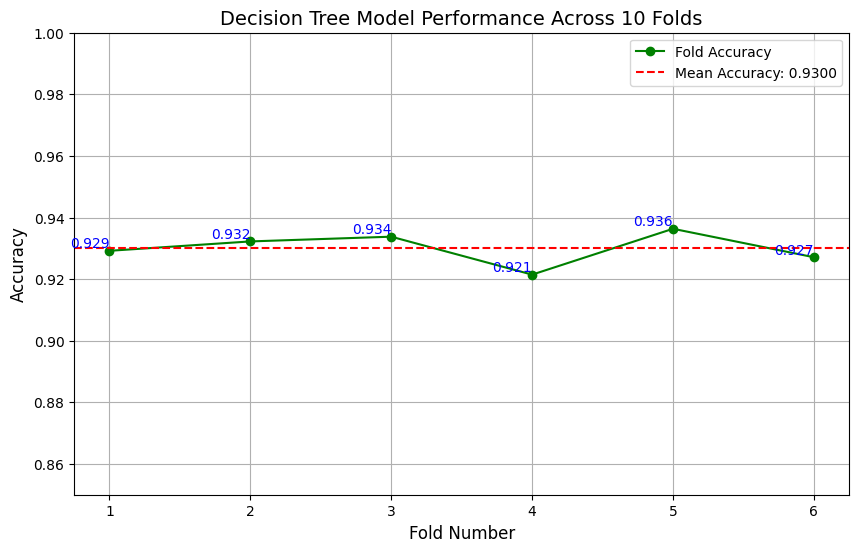 Decision Tree Model Performance Across 10 Folds
Fold Accuracy
Mean Accuracy: 0.9300
1.00
0.98
0.96
0.94
0.92
0.90
0.88
0.86
Accuracy
0.929
0.932
0.934
0.921
0.936
0.927
1 2 3 4 5 6
Fold Number